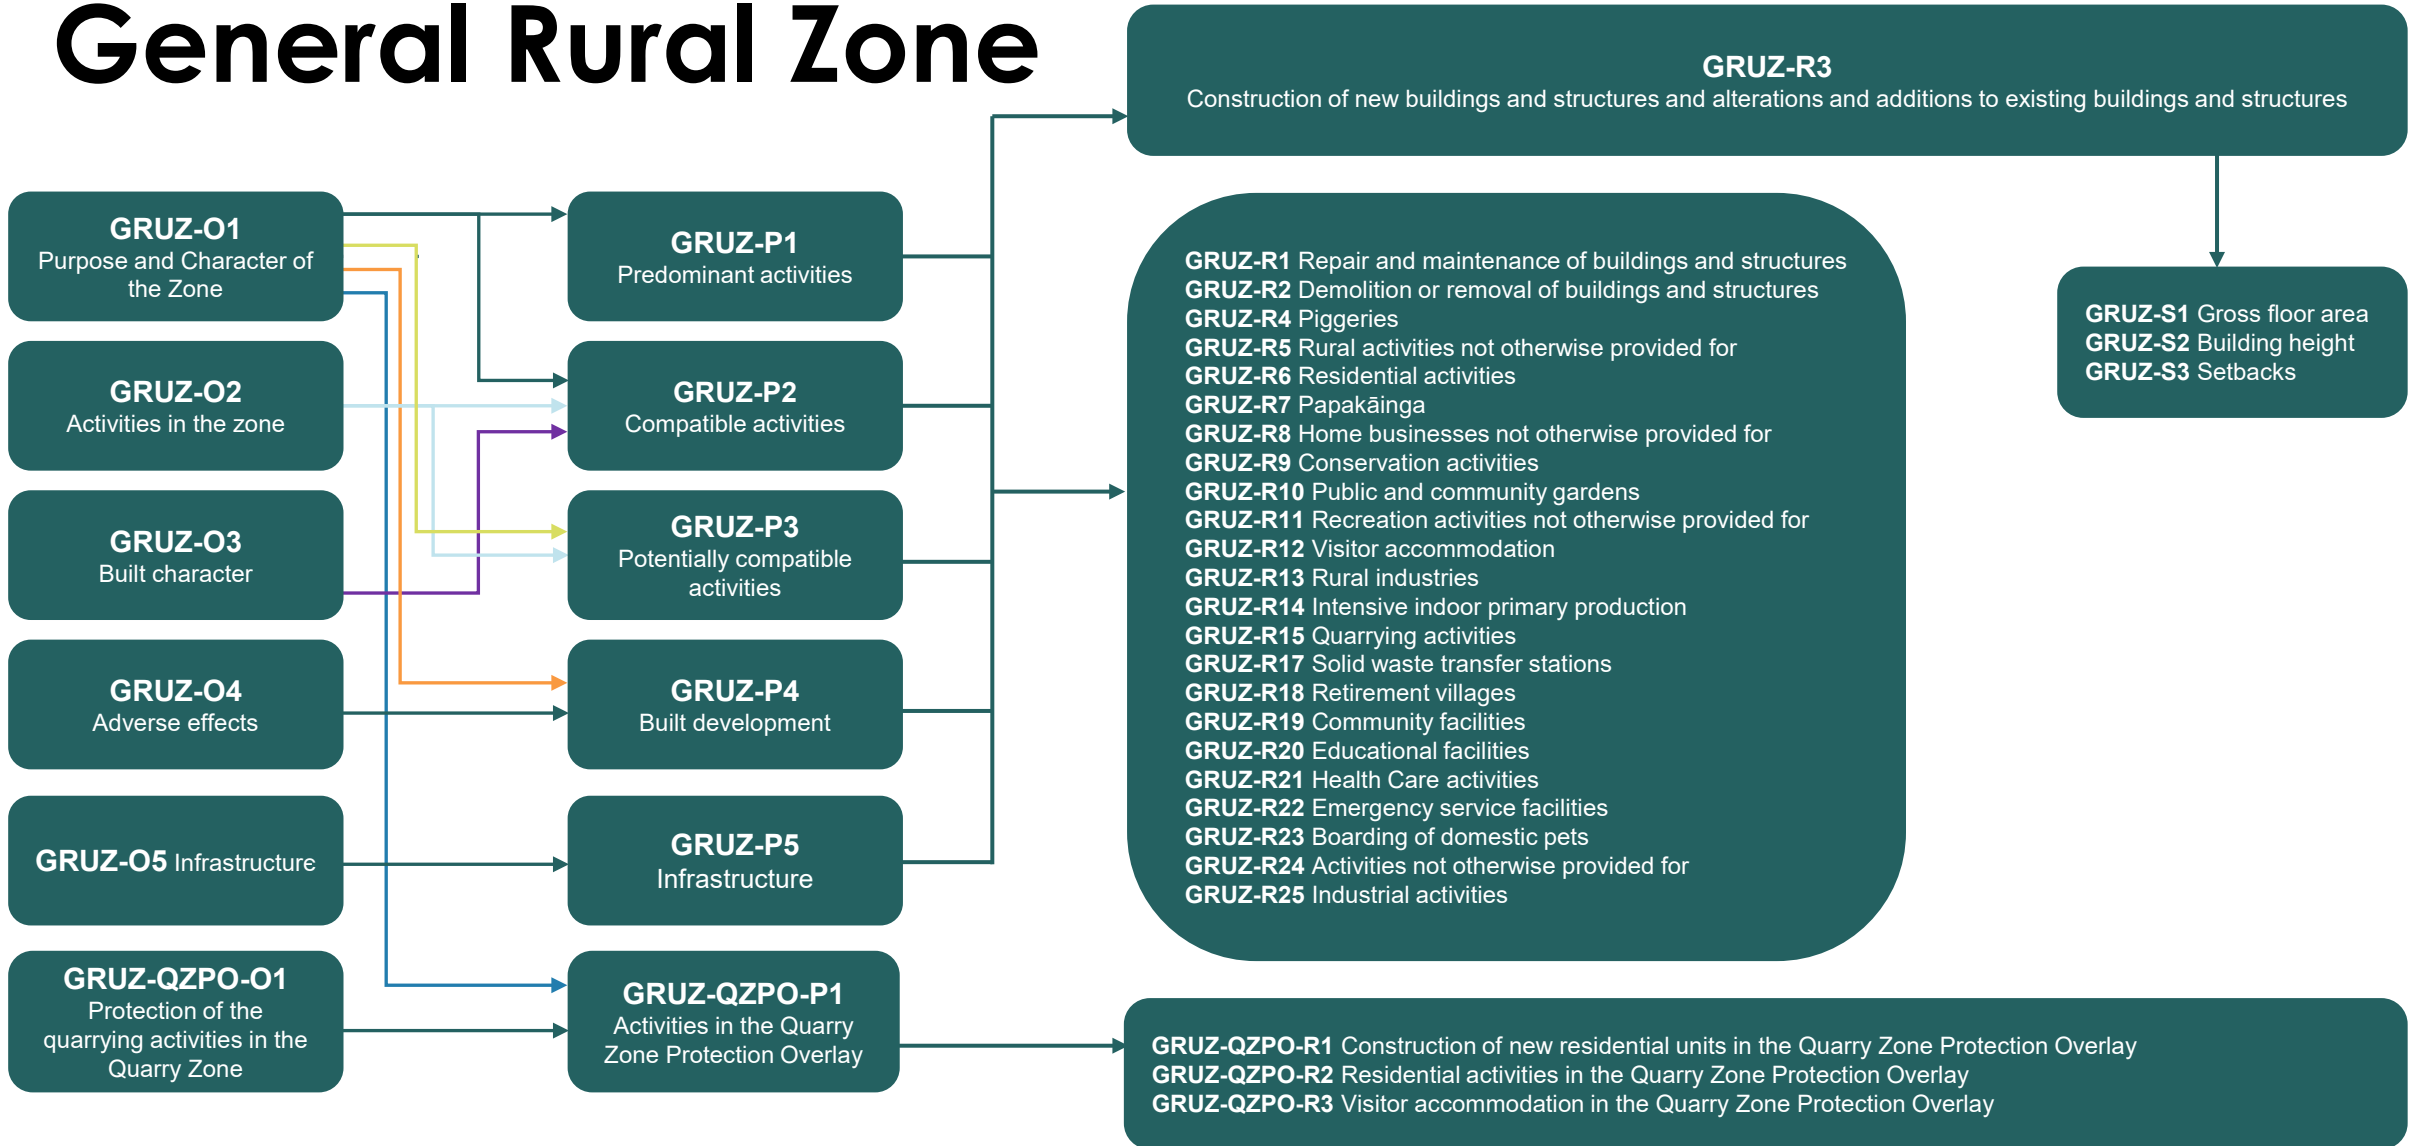 General Rural Zone
GRUZ-R3
Construction of new buildings and structures and alterations and additions to existing buildings and structures
GRUZ-O1
Purpose and Character of
the Zone
GRUZ-O2
Activities in the zone
GRUZ-O3
Built character
GRUZ-O4
Adverse effects
GRUZ-O5 Infrastructure
GRUZ-QZPO-O1
Protection of the
quarrying activities in the
Quarry Zone
GRUZ-P1
Predominant activities
GRUZ-P2
Compatible activities
GRUZ-P3
Potentially compatible
activities
GRUZ-P4
Built development
GRUZ-P5
Infrastructure
GRUZ-QZPO-P1
Activities in the Quarry
Zone Protection Overlay
GRUZ-R1 Repair and maintenance of buildings and structures
GRUZ-R2 Demolition or removal of buildings and structures
GRUZ-R4 Piggeries
GRUZ-R5 Rural activities not otherwise provided for
GRUZ-R6 Residential activities
GRUZ-R7 Papakāinga
GRUZ-R8 Home businesses not otherwise provided for
GRUZ-R9 Conservation activities
GRUZ-R10 Public and community gardens
GRUZ-R11 Recreation activities not otherwise provided for
GRUZ-R12 Visitor accommodation
GRUZ-R13 Rural industries
GRUZ-R14 Intensive indoor primary production
GRUZ-R15 Quarrying activities
GRUZ-R17 Solid waste transfer stations
GRUZ-R18 Retirement villages
GRUZ-R19 Community facilities
GRUZ-R20 Educational facilities
GRUZ-R21 Health Care activities
GRUZ-R22 Emergency service facilities
GRUZ-R23 Boarding of domestic pets
GRUZ-R24 Activities not otherwise provided for
GRUZ-R25 Industrial activities
GRUZ-S1 Gross floor area
GRUZ-S2 Building height
GRUZ-S3 Setbacks
GRUZ-QZPO-R1 Construction of new residential units in the Quarry Zone Protection Overlay
GRUZ-QZPO-R2 Residential activities in the Quarry Zone Protection Overlay
GRUZ-QZPO-R3 Visitor accommodation in the Quarry Zone Protection Overlay